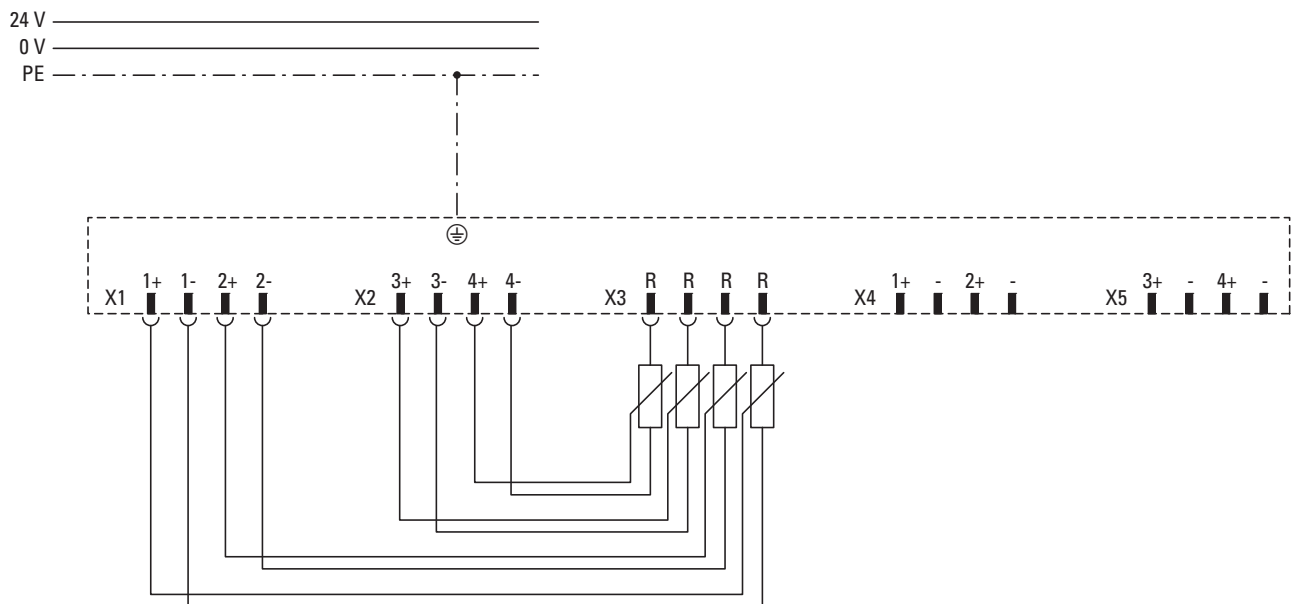 24 V
0 V
PE
X1 1+ 1- 2+ 2-
X2 3+ 3- 4+ 4-
X3 R R R R
X4 1+ - 2+ -
X5 3+ - 4+ -